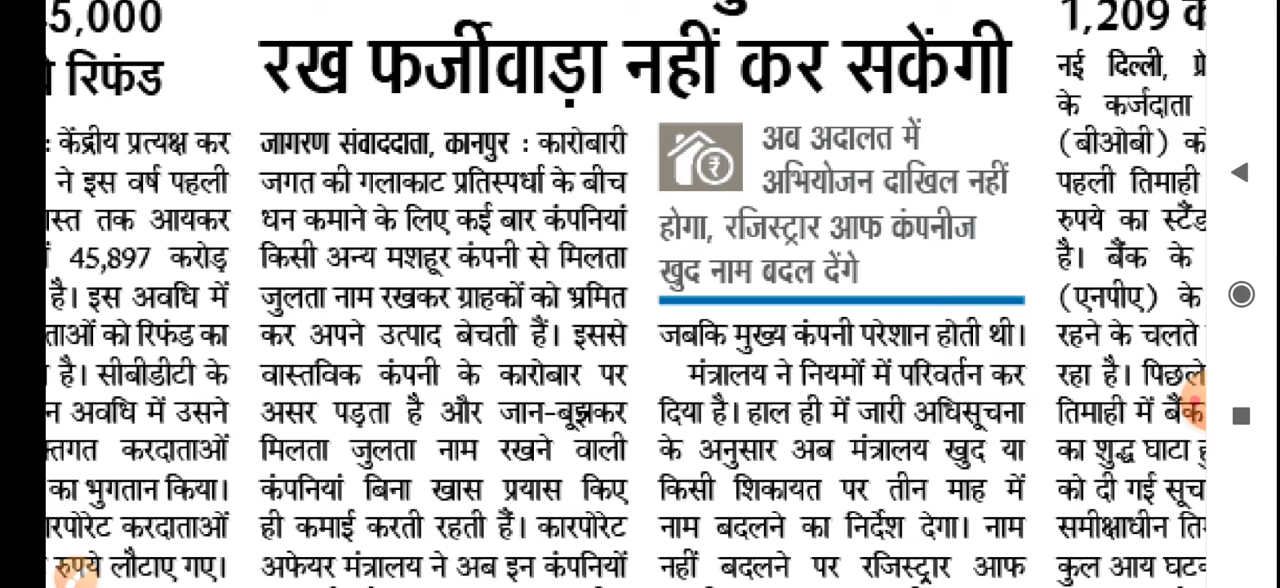 5,000
रिफंड
: केंद्रीय प्रत्यक्ष कर
ने इस वर्ष पहली
स्त तक आयकर
45,897 करोड़
है। इस अवधि में
ताओं को रिफंड का
है। सीबीडीटी के
न अवधि में उसने
क्तगत करदाताओं
का भुगतान किया।
रपोरेट करदाताओं
रुपये लौटाए गए।
रख फर्जीवाड़ा नहीं कर सकेंगी
जागरण संवाददाता, कानपुर : कारोबारी
जगत की गलाकाट प्रतिस्पर्धा के बीच
धन कमाने के लिए कई बार कंपनियां
किसी अन्य मशहूर कंपनी से मिलता
जुलता नाम रखकर ग्राहकों को भ्रमित
कर अपने उत्पाद बेचती हैं। इससे
वास्तविक कंपनी के कारोबार पर
असर पड़ता है और जान-बूझकर
मिलता जुलता नाम रखने वाली
कंपनियां बिना खास प्रयास किए
ही कमाई करती रहती हैं। कारपोरेट
अफेयर मंत्रालय ने अब इन कंपनियों
अब अदालत में
अभियोजन दाखिल नहीं
होगा, रजिस्ट्रार आफ कंपनीज
खुद नाम बदल देंगे
जबकि मुख्य कंपनी परेशान होती थी।
मंत्रालय ने नियमों में परिवर्तन कर
दिया है। हाल ही में जारी अधिसूचना
के अनुसार अब मंत्रालय खुद या
किसी शिकायत पर तीन माह में
नाम बदलने का निर्देश देगा। नाम
नहीं बदलने पर रजिस्ट्रार आफ
1,209 क
नई दिल्ली, प्रे
के कर्जदाता
(बीओबी) को
पहली तिमाही
रुपये का स्टैंड
है। बैंक के
(एनपीए) के
रहने के चलते
रहा है। पिछले
तिमाही में बैंक
का शुद्ध घाटा हु
को दी गई सूच
समीक्षाधीन ति
कुल आय घट